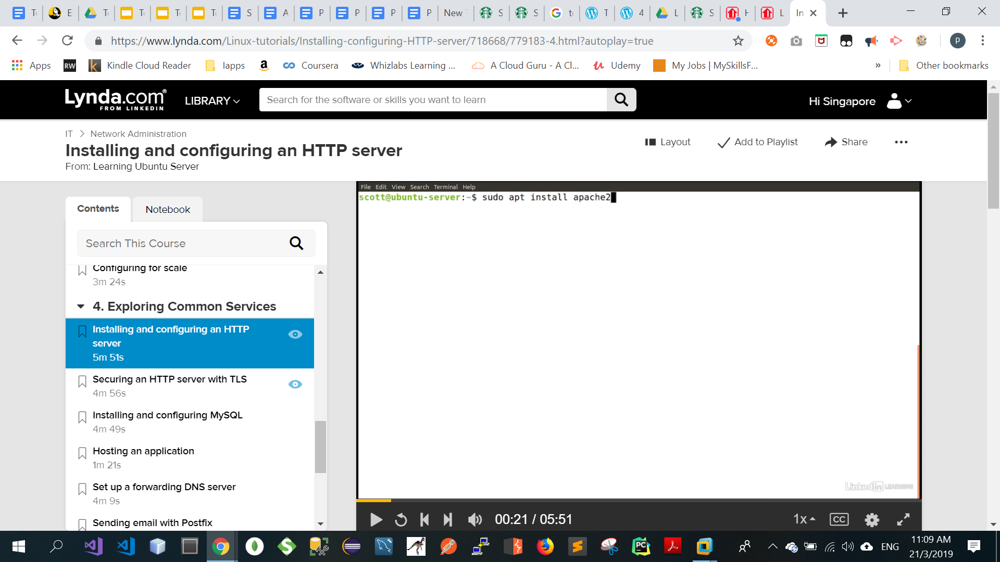 E
S
A
P
P
P
P
New
S
S
T
4
L
S
H
L
In
https://www.lynda.com/Linux-tutorials/Installing-configuring-HTTP-server/718668/779183-4.html?autoplay=true
p
Apps
RW
Kindle Cloud Reader
Iapps
Coursera
Whizlabs Learning ...
A Cloud Guru - A Cl...
Udemy
My Jobs | MySkillsF...
»
Other bookmarks
Lynda.com®
FROM LINKEDIN
LIBRARY
Search for the software or skills you want to learn
Hi Singapore
IT > Network Administration
Installing and configuring an HTTP server
From: Learning Ubuntu Server
Layout
Add to Playlist
Share
Contents
Notebook
Search This Course
Configuring for scale
3m 24s
4. Exploring Common Services
Installing and configuring an HTTP
server
5m 51s
Securing an HTTP server with TLS
4m 56s
Installing and configuring MySQL
4m 49s
Hosting an application
1m 21s
Set up a forwarding DNS server
4m 9s
Sending email with Postfix
File Edit View Search Terminal Help
scott@ubuntu-server:~$ sudo apt install apache2
Linked in LEARNING
00:21 / 05:51
1x
CC
PC
ENG
11:09 AM
21/3/2019